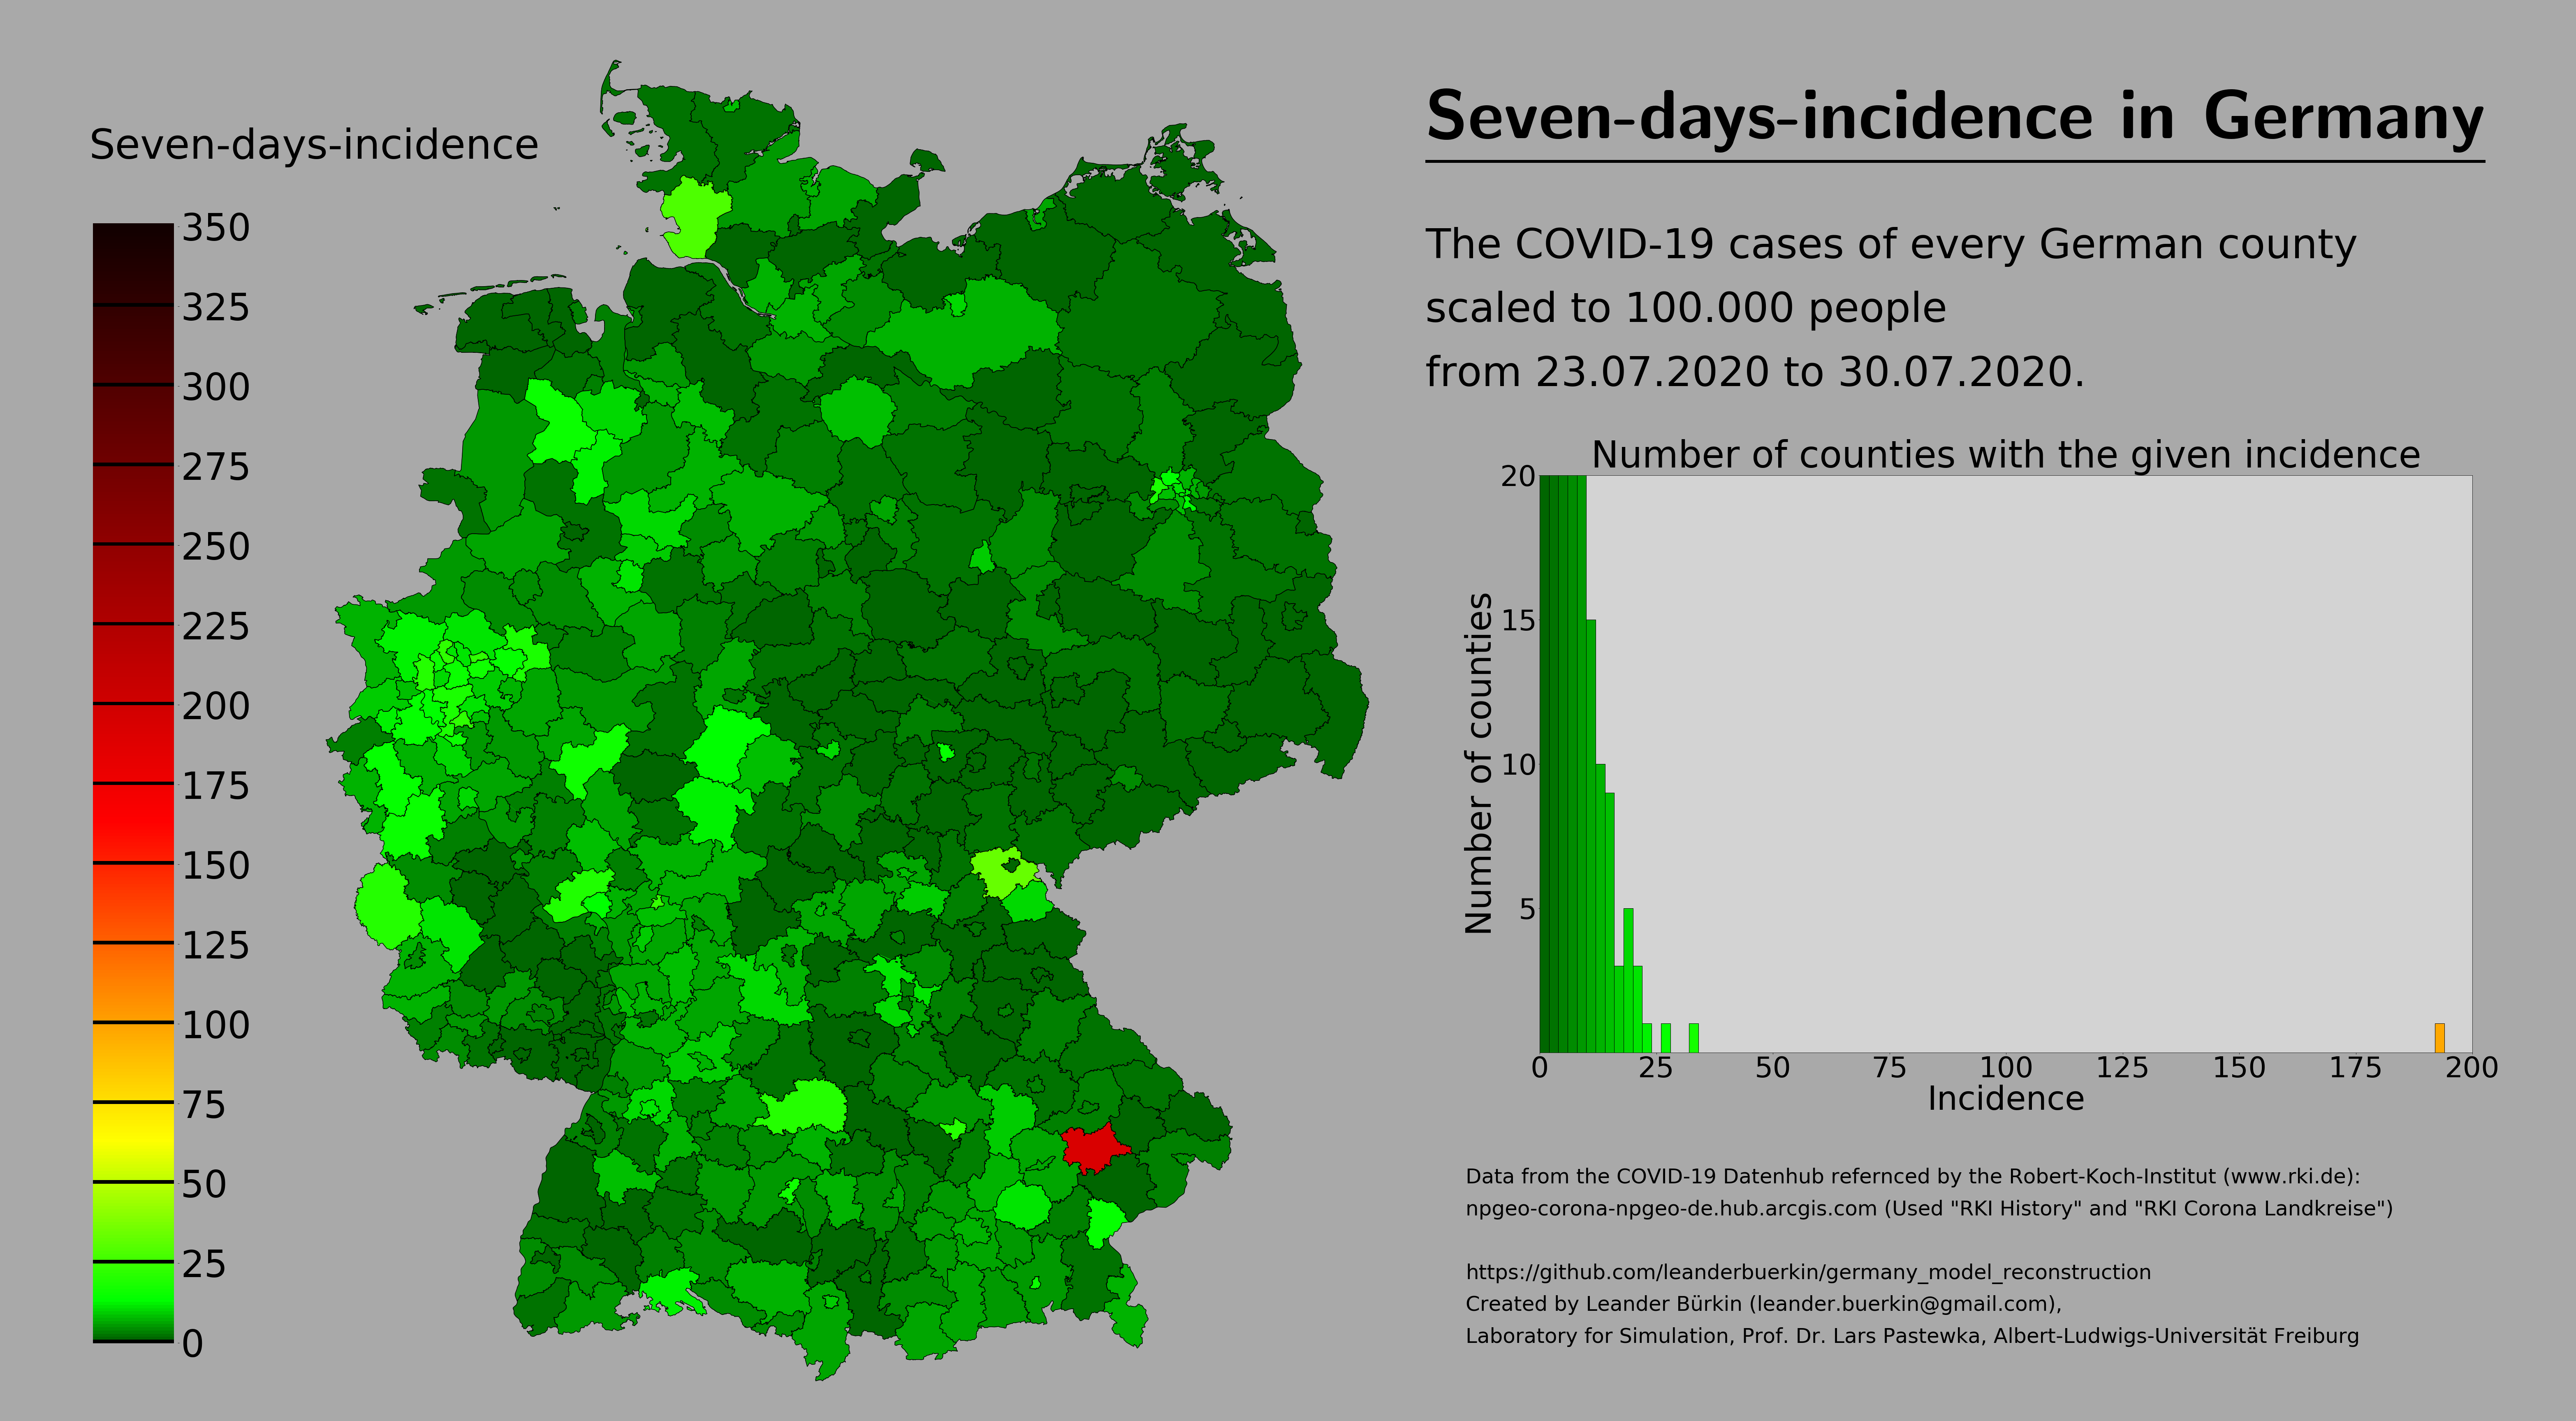 Seven-days-incidence
350
325
300
275
250
225
200
175
150
125
100
75
50
25
0
Seven-days-incidence in Germany
The COVID-19 cases of every German county
scaled to 100.000 people
from 23.07.2020 to 30.07.2020.
Number of counties with the given incidence
Number of counties
20
15
10
5
0 25 50 75 100 125 150 175 200
Incidence
Data from the COVID-19 Datenhub refernced by the Robert-Koch-Institut (www.rki.de):
npgeo-corona-npgeo-de.hub.arcgis.com (Used "RKI History" and "RKI Corona Landkreise")
https://github.com/leanderbuerkin/germany_model_reconstruction
Created by Leander Bürkin (leander.buerkin@gmail.com),
Laboratory for Simulation, Prof. Dr. Lars Pastewka, Albert-Ludwigs-Universität Freiburg